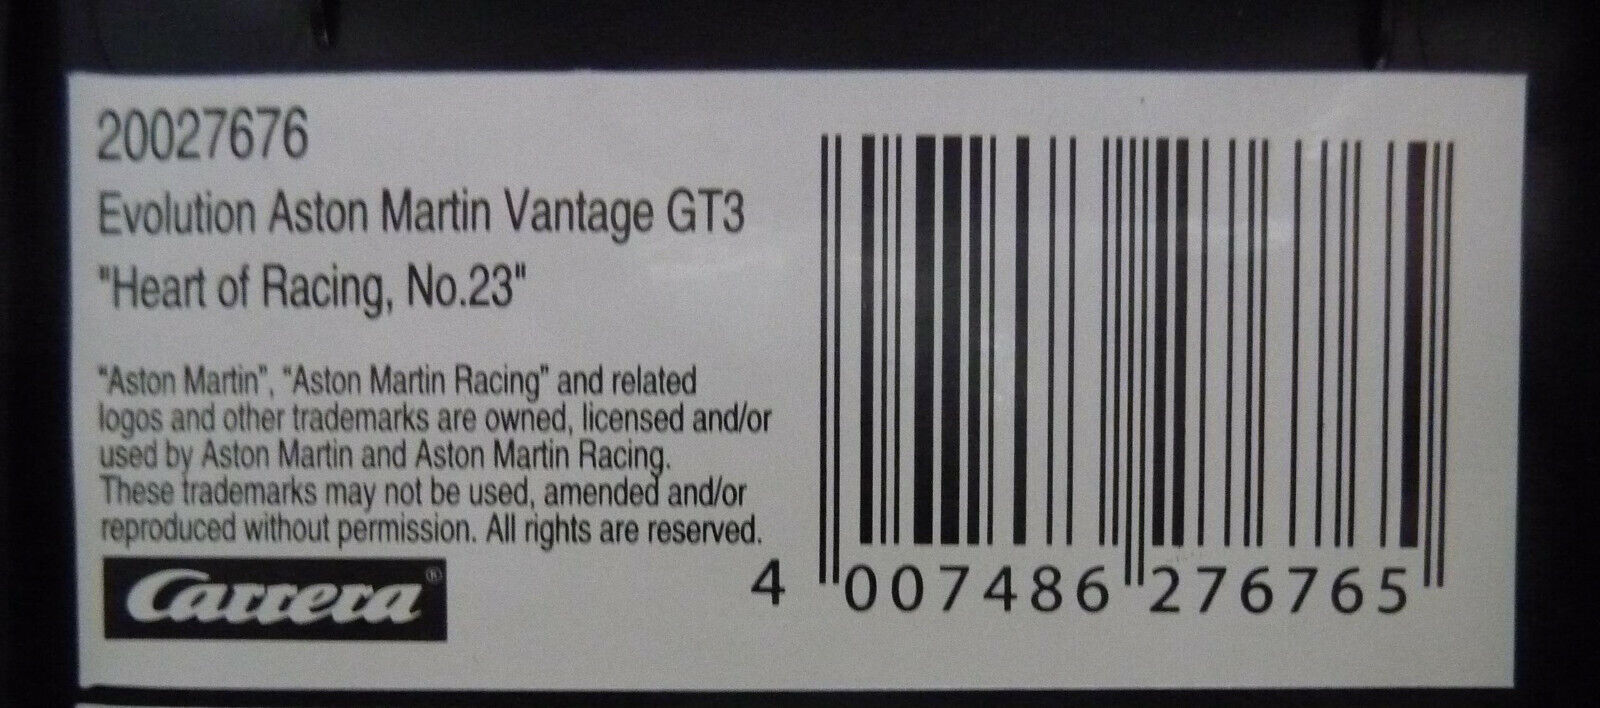 20027676
Evolution Aston Martin Vantage GT3
"Heart of Racing, No.23"
"Aston Martin", "Aston Martin Racing" and related
logos and other trademarks are owned, licensed and/or
used by Aston Martin and Aston Martin Racing.
These trademarks may not be used, amended and/or
reproduced without permission. All rights are reserved.
Carrera®
4 007486 276765